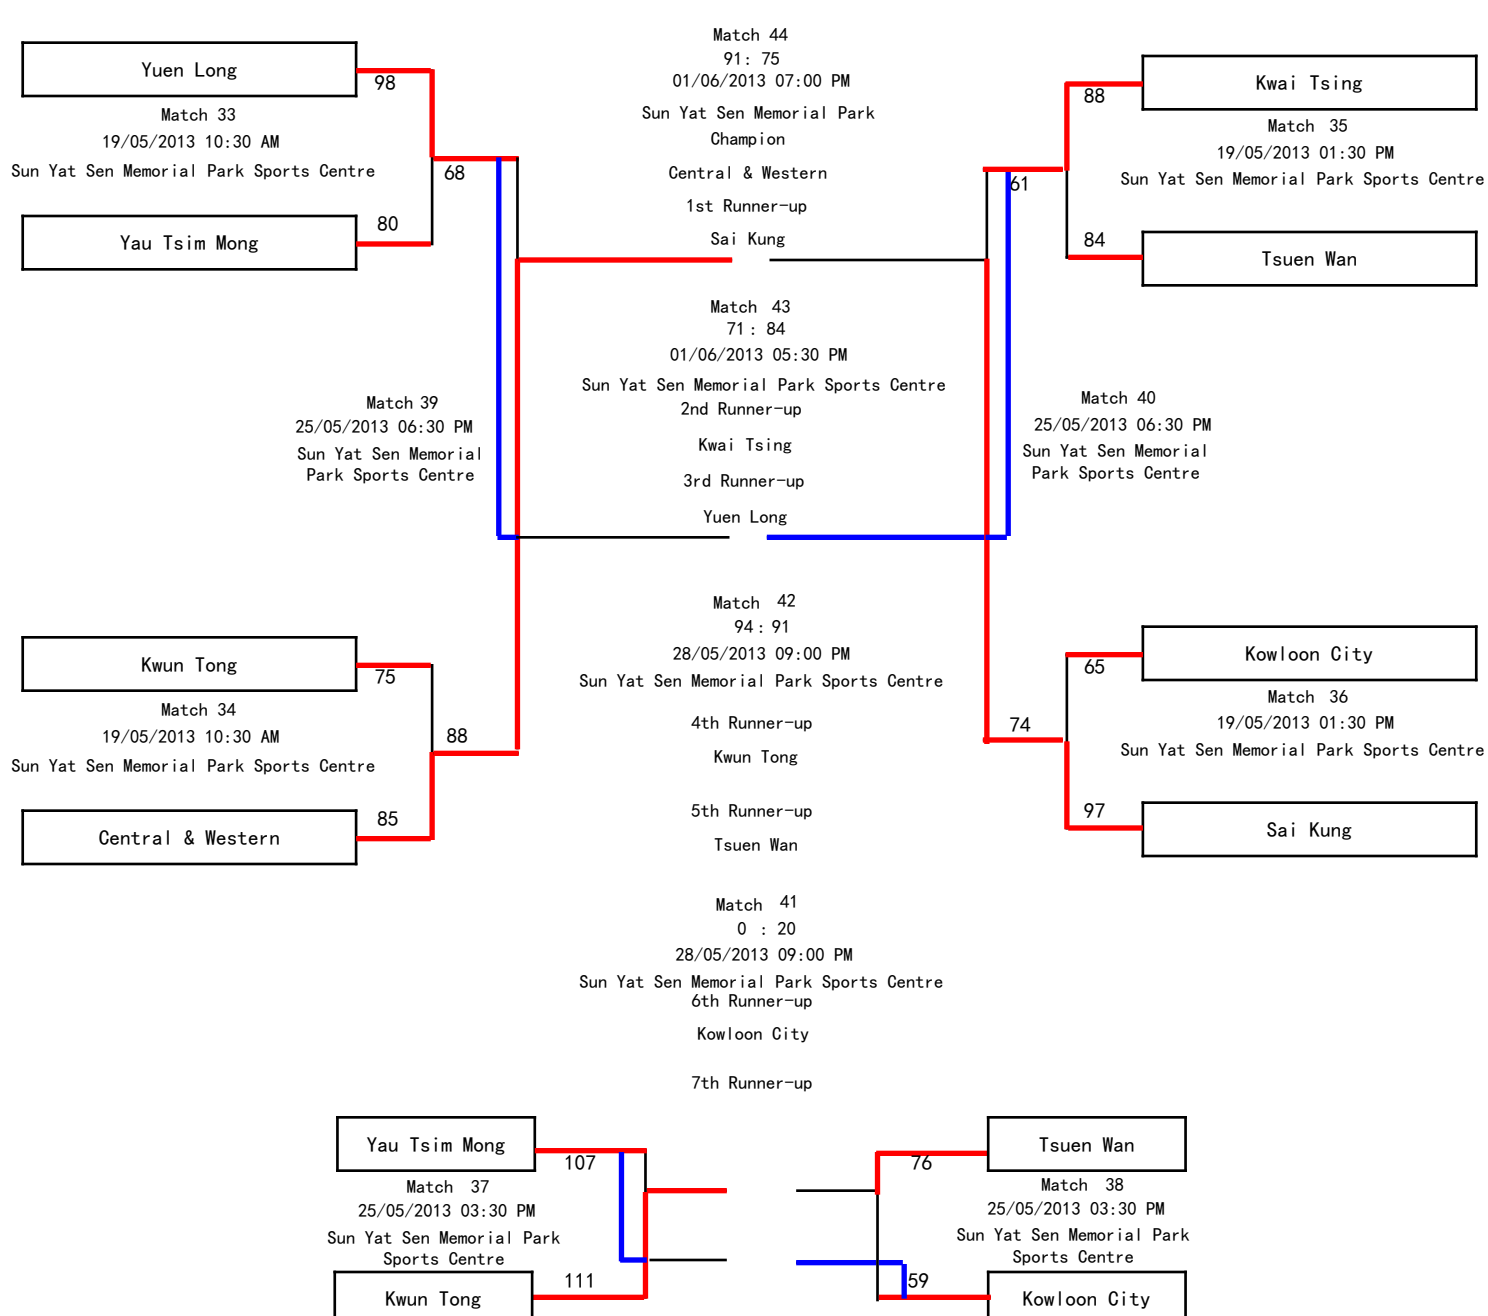 Yuen Long
98
Match 33
19/05/2013 10:30 AM
Sun Yat Sen Memorial Park Sports Centre
68
80
Yau Tsim Mong
Match 44
91: 75
01/06/2013 07:00 PM
Sun Yat Sen Memorial Park
Champion
Central & Western
1st Runner-up
Sai Kung
Kwai Tsing
88
Match 35
19/05/2013 01:30 PM
Sun Yat Sen Memorial Park Sports Centre
61
84
Tsuen Wan
Match 43
71 : 84
01/06/2013 05:30 PM
Sun Yat Sen Memorial Park Sports Centre
2nd Runner-up
Kwai Tsing
3rd Runner-up
Yuen Long
Match 39
25/05/2013 06:30 PM
Sun Yat Sen Memorial
Park Sports Centre
Match 40
25/05/2013 06:30 PM
Sun Yat Sen Memorial
Park Sports Centre
Kwun Tong
75
Match 34
19/05/2013 10:30 AM
Sun Yat Sen Memorial Park Sports Centre
88
85
Central & Western
Match 42
94 : 91
28/05/2013 09:00 PM
Sun Yat Sen Memorial Park Sports Centre
4th Runner-up
Kwun Tong
5th Runner-up
Tsuen Wan
Kowloon City
65
Match 36
19/05/2013 01:30 PM
Sun Yat Sen Memorial Park Sports Centre
74
97
Sai Kung
Match 41
0 : 20
28/05/2013 09:00 PM
Sun Yat Sen Memorial Park Sports Centre
6th Runner-up
Kowloon City
7th Runner-up
Yau Tsim Mong
107
Match 37
25/05/2013 03:30 PM
Sun Yat Sen Memorial Park
Sports Centre
111
Kwun Tong
Tsuen Wan
76
Match 38
25/05/2013 03:30 PM
Sun Yat Sen Memorial Park
Sports Centre
59
Kowloon City